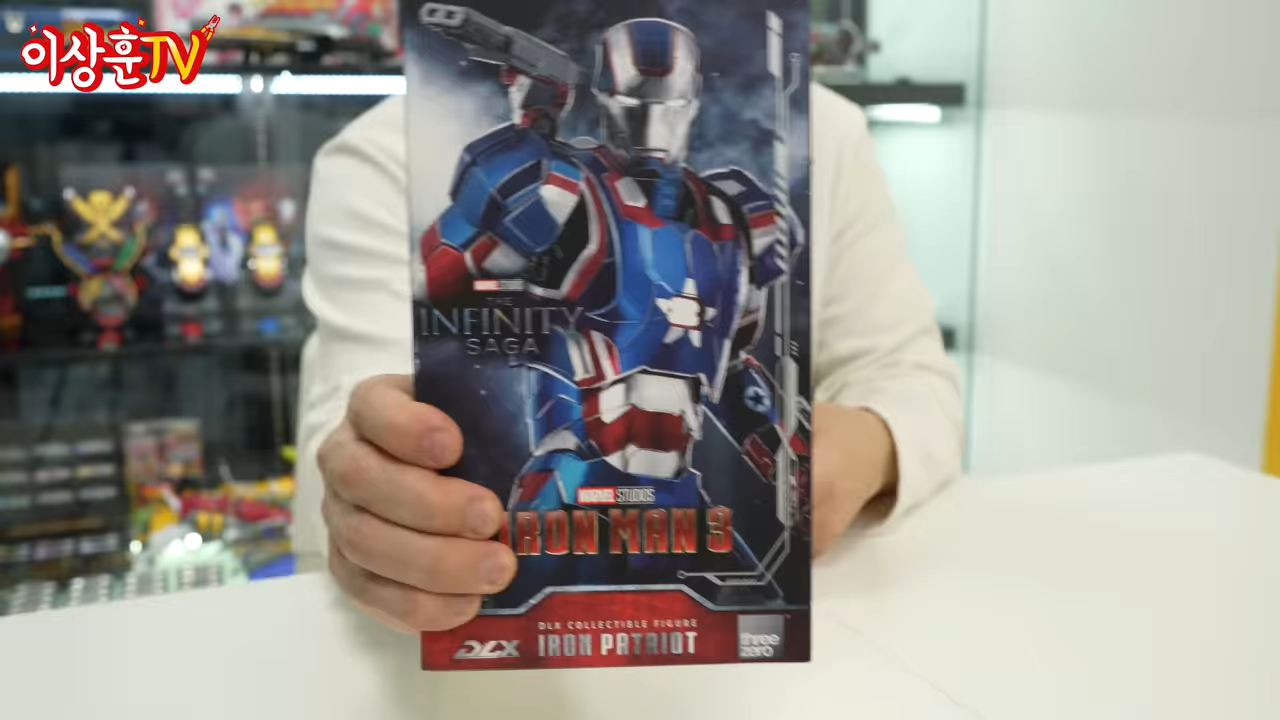 이상훈TV
MARVEL STUDIOS
THE
INFINITY
SAGA
MARVEL STUDIOS
IRON MAN 3
DLX COLLECTIBLE FIGURE
DLX IRON PATRIOT
three
zero